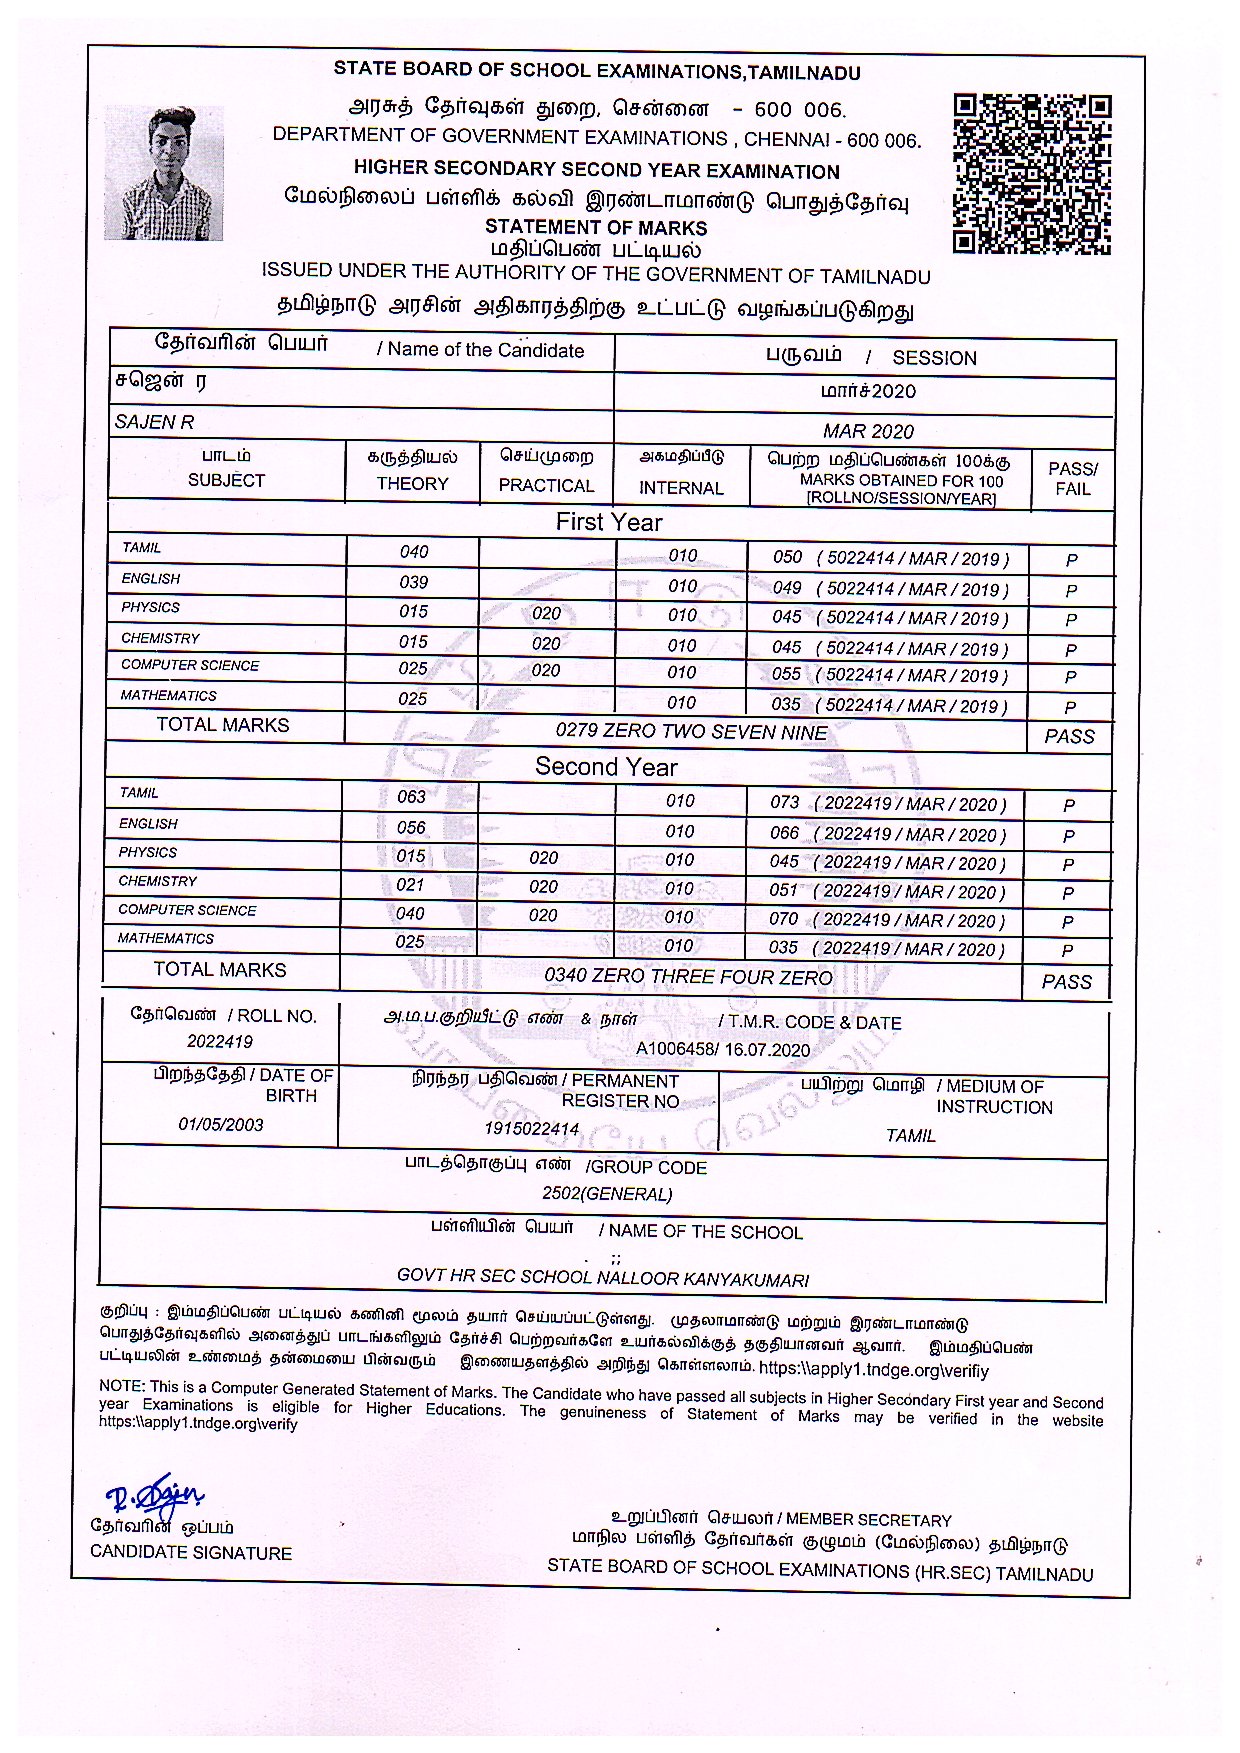 STATE BOARD OF SCHOOL EXAMINATIONS,TAMILNADU
அரசுத் தேர்வுகள் துறை, சென்னை - 600 006.
DEPARTMENT OF GOVERNMENT EXAMINATIONS , CHENNAI - 600 006.
HIGHER SECONDARY SECOND YEAR EXAMINATION
மேல்நிலைப் பள்ளிக் கல்வி இரண்டாமாண்டு பொதுத்தேர்வு
STATEMENT OF MARKS
மதிப்பெண் பட்டியல்
ISSUED UNDER THE AUTHORITY OF THE GOVERNMENT OF TAMILNADU
தமிழ்நாடு அரசின் அதிகாரத்திற்கு உட்பட்டு வழங்கப்படுகிறது
தேர்வரின் பெயர் / Name of the Candidate பருவம் / SESSION
சஜென் ர மார்ச்2020
SAJEN R MAR 2020
பாடம் கருத்தியல் செய்முறை அகமதிப்பீடு பெற்ற மதிப்பெண்கள் 100க்கு PASS/
SUBJECT THEORY PRACTICAL INTERNAL MARKS OBTAINED FOR 100 FAIL
[ROLLNO/SESSION/YEAR]
First Year
TAMIL 040 010 050 ( 5022414 / MAR / 2019 ) P
ENGLISH 039 010 049 ( 5022414 / MAR / 2019 ) P
PHYSICS 015 020 010 045 ( 5022414 / MAR / 2019 ) P
CHEMISTRY 015 020 010 045 ( 5022414 / MAR / 2019 ) P
COMPUTER SCIENCE 025 020 010 055 ( 5022414 / MAR / 2019 ) P
MATHEMATICS 025 010 035 ( 5022414 / MAR / 2019 ) P
TOTAL MARKS 0279 ZERO TWO SEVEN NINE PASS
Second Year
TAMIL 063 010 073 ( 2022419 / MAR / 2020 ) P
ENGLISH 056 010 066 ( 2022419 / MAR / 2020 ) P
PHYSICS 015 020 010 045 ( 2022419 / MAR / 2020 ) P
CHEMISTRY 021 020 010 051 ( 2022419 / MAR / 2020 ) P
COMPUTER SCIENCE 040 020 010 070 ( 2022419 / MAR / 2020 ) P
MATHEMATICS 025 010 035 ( 2022419 / MAR / 2020 ) P
TOTAL MARKS 0340 ZERO THREE FOUR ZERO PASS
தேர்வெண் / ROLL NO. அ.ம.ப.குறியீட்டு எண் & நாள் / T.M.R. CODE & DATE
2022419 A1006458/ 16.07.2020
பிறந்ததேதி / DATE OF BIRTH நிரந்தர பதிவெண் / PERMANENT REGISTER NO பயிற்று மொழி / MEDIUM OF INSTRUCTION
01/05/2003 1915022414 TAMIL
பாடத்தொகுப்பு எண் /GROUP CODE
2502(GENERAL)
பள்ளியின் பெயர் / NAME OF THE SCHOOL
GOVT HR SEC SCHOOL NALLOOR KANYAKUMARI
குறிப்பு : இம்மதிப்பெண் பட்டியல் கணினி மூலம் தயார் செய்யப்பட்டுள்ளது. முதலாமாண்டு மற்றும் இரண்டாமாண்டு
பொதுத்தேர்வுகளில் அனைத்துப் பாடங்களிலும் தேர்ச்சி பெற்றவர்களே உயர்கல்விக்குத் தகுதியானவர் ஆவார். இம்மதிப்பெண்
பட்டியலின் உண்மைத் தன்மையை பின்வரும் இணையதளத்தில் அறிந்து கொள்ளலாம். https:\\apply1.tndge.org\verifiy
NOTE: This is a Computer Generated Statement of Marks. The Candidate who have passed all subjects in Higher Secondary First year and Second
year Examinations is eligible for Higher Educations. The genuineness of Statement of Marks may be verified in the website
https:\\apply1.tndge.org\verify
R. Sajen
தேர்வரின் ஒப்பம்
CANDIDATE SIGNATURE
உறுப்பினர் செயலர் / MEMBER SECRETARY
மாநில பள்ளித் தேர்வர்கள் குழுமம் (மேல்நிலை) தமிழ்நாடு
STATE BOARD OF SCHOOL EXAMINATIONS (HR.SEC) TAMILNADU